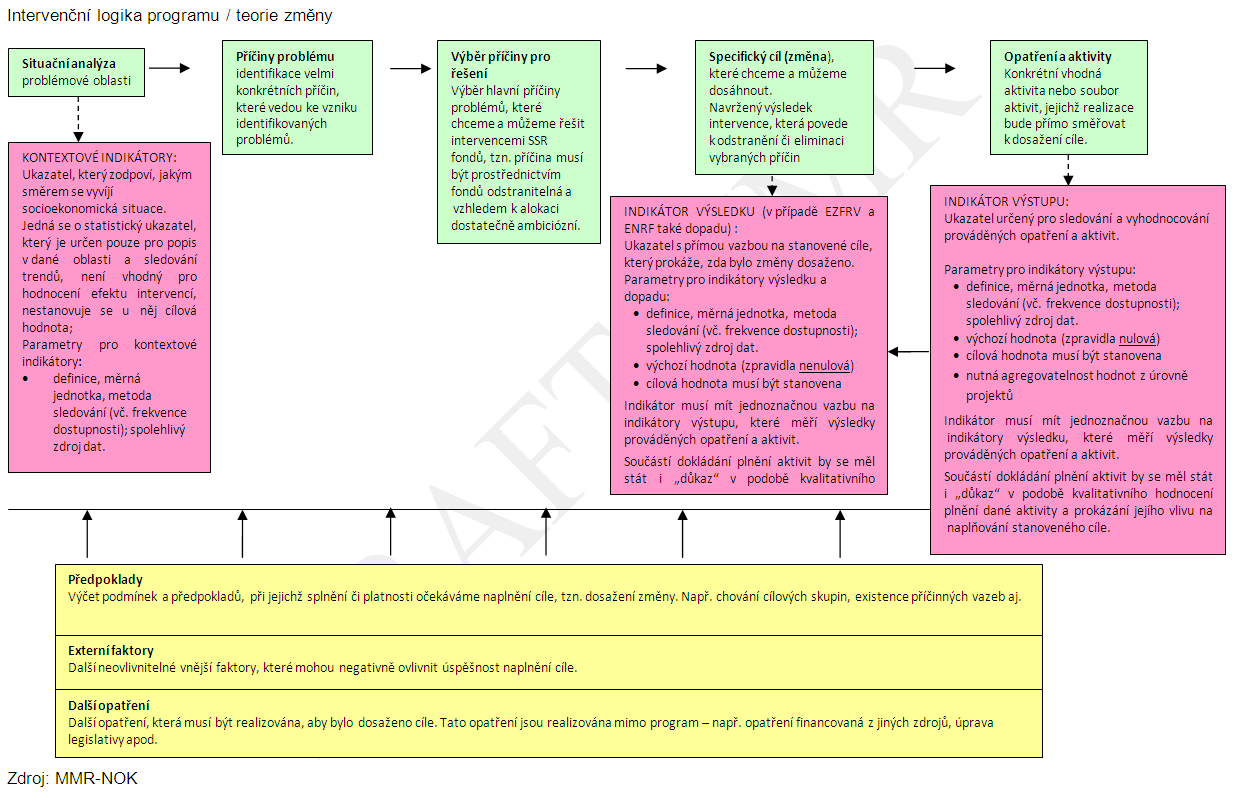 Intervenční logika programu / teorie změny
Situační analýza
problémové oblasti
Příčiny problému
identifikace velmi
konkrétních příčin,
které vedou ke vzniku
identifikovaných
problémů.
Výběr příčiny pro
řešení
Výběr hlavní příčiny
problémů, které
chceme a můžeme řešit
intervencemi SSR
fondů, tzn. příčina musí
být prostřednictvím
fondů odstranitelná a
vzhledem k alokaci
dostatečně ambiciózní.
Specifický cíl (změna),
které chceme a můžeme
dosáhnout.
Navržený výsledek
intervence, která povede
k odstranění či eliminaci
vybraných příčin
Opatření a aktivity
Konkrétní vhodná
aktivita nebo soubor
aktivit, jejichž realizace
bude přímo směřovat
k dosažení cíle.
KONTEXTOVÉ INDIKÁTORY:
Ukazatel, který zodpoví, jakým
směrem se vyvíjí
socioekonomická situace.
Jedná se o statistický ukazatel,
který je určen pouze pro popis
v dané oblasti a sledování
trendů, není vhodný pro
hodnocení efektu intervencí,
nestanovuje se u něj cílová
hodnota;
Parametry pro kontextové
indikátory:
• definice, měrná
jednotka, metoda
sledování (vč. frekvence
dostupnosti); spolehlivý
zdroj dat.
INDIKÁTOR VÝSLEDKU (v případě EZFRV a
ENRF také dopadu) :
Ukazatel s přímou vazbou na stanovené cíle,
který prokáže, zda bylo změny dosaženo.
Parametry pro indikátory výsledku a
dopadu:
• definice, měrná jednotka, metoda
sledování (vč. frekvence dostupnosti);
spolehlivý zdroj dat.
• výchozí hodnota (zpravidla nenulová)
• cílová hodnota musí být stanovena
Indikátor musí mít jednoznačnou vazbu na
indikátory výstupu, které měří výsledky
prováděných opatření a aktivit.
Součástí dokládání plnění aktivit by se měl
stát i „důkaz“ v podobě kvalitativního
INDIKÁTOR VÝSTUPU:
Ukazatel určený pro sledování a vyhodnocování
prováděných opatření a aktivit.
Parametry pro indikátory výstupu:
• definice, měrná jednotka, metoda
sledování (vč. frekvence dostupnosti);
spolehlivý zdroj dat.
• výchozí hodnota (zpravidla nulová)
• cílová hodnota musí být stanovena
• nutná agregovatelnost hodnot z úrovně
projektů
Indikátor musí mít jednoznačnou vazbu na
indikátory výsledku, které měří výsledky
prováděných opatření a aktivit.
Součástí dokládání plnění aktivit by se měl stát
i „důkaz“ v podobě kvalitativního hodnocení
plnění dané aktivity a prokázání jejího vlivu na
naplňování stanoveného cíle.
Předpoklady
Výčet podmínek a předpokladů, při jejichž splnění či platnosti očekáváme naplnění cíle, tzn. dosažení změny. Např. chování cílových skupin, existence příčinných vazeb aj.
Externí faktory
Další neovlivnitelné vnější faktory, které mohou negativně ovlivnit úspěšnost naplnění cíle.
Další opatření
Další opatření, která musí být realizována, aby bylo dosaženo cíle. Tato opatření jsou realizována mimo program – např. opatření financovaná z jiných zdrojů, úprava
legislativy apod.
Zdroj: MMR-NOK